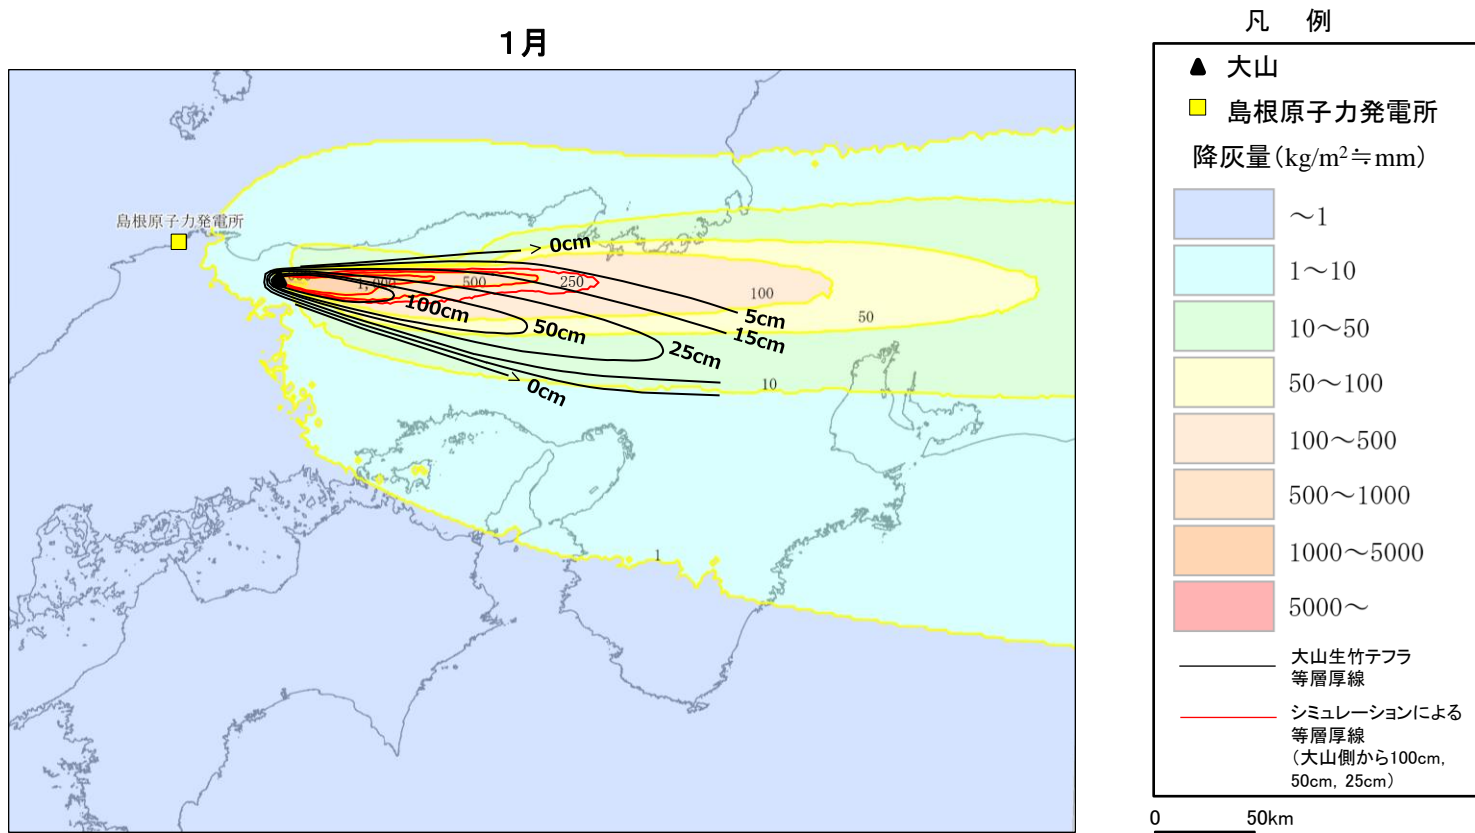 1月
島根原子力発電所
> 0cm
1,000
500
250
100
100cm
50cm
25cm
5cm
15cm
50
10
> 0cm
1
凡 例
大山
島根原子力発電所
降灰量(kg/m²≒mm)
～1
1～10
10～50
50～100
100～500
500～1000
1000～5000
5000～
大山生竹テフラ
等層厚線
シミュレーションによる
等層厚線
(大山側から100cm,
50cm, 25cm)
0 50km